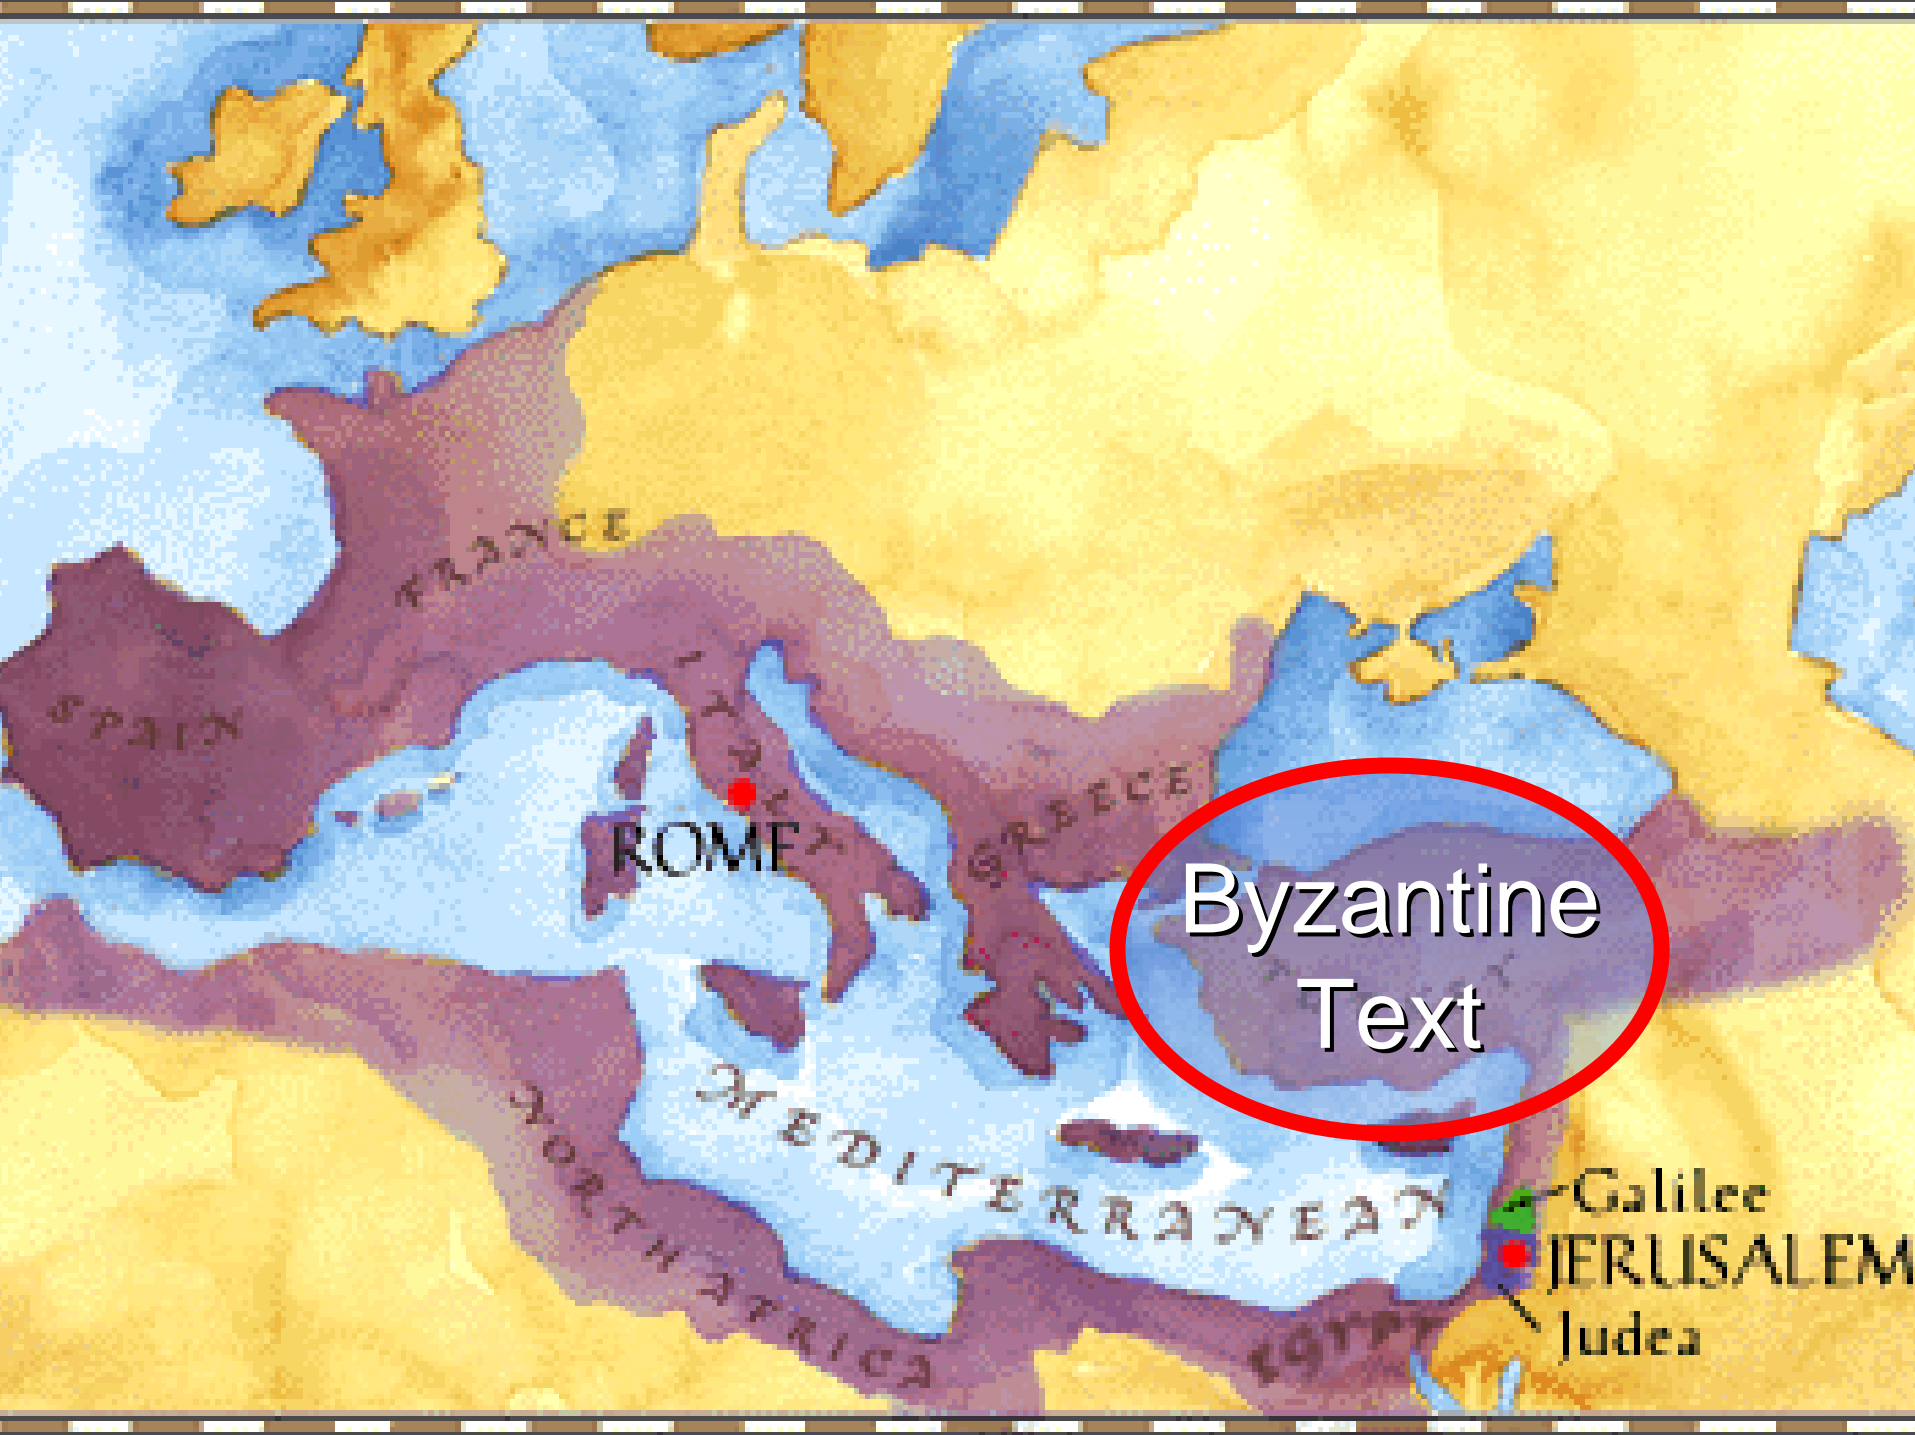 FRANCE
SPAIN
ITALY
ROME
GREECE
Byzantine
Text
MEDITERRANEAN
NORTH AFRICA
Galilee
JERUSALEM
Judea
EGYPT